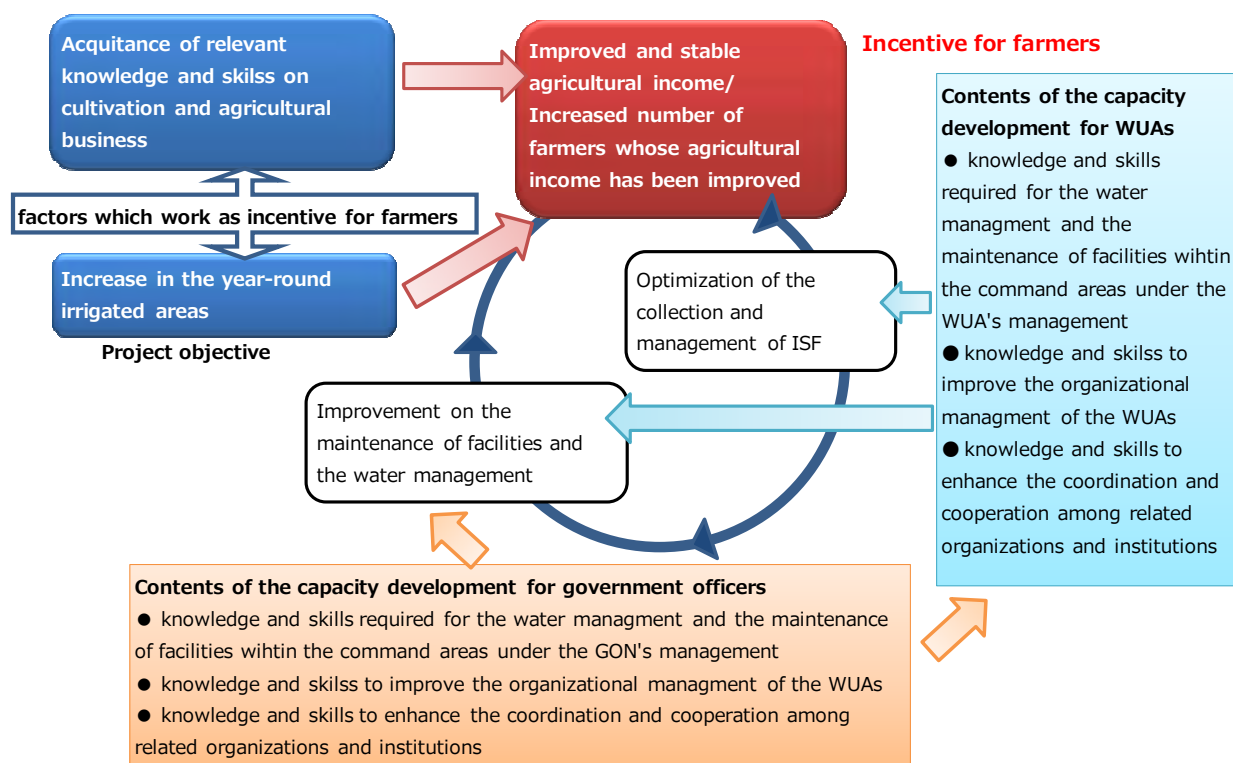 Acquitance of relevant
knowledge and skilss on
cultivation and agricultural
business
factors which work as incentive for farmers
Increase in the year-round
irrigated areas
Project objective
Improved and stable
agricultural income/
Increased number of
farmers whose agricultural
income has been improved
Incentive for farmers
Optimization of the
collection and
management of ISF
Improvement on the
maintenance of facilities and
the water management
Contents of the capacity
development for WUAs
● knowledge and skills
required for the water
managment and the
maintenance of facilities wihtin
the command areas under the
WUA's management
● knowledge and skilss to
improve the organizational
managment of the WUAs
● knowledge and skills to
enhance the coordination and
cooperation among related
organizations and institutions
Contents of the capacity development for government officers
● knowledge and skills required for the water managment and the maintenance
of facilities wihtin the command areas under the GON's management
● knowledge and skilss to improve the organizational managment of the WUAs
● knowledge and skills to enhance the coordination and cooperation among
related organizations and institutions